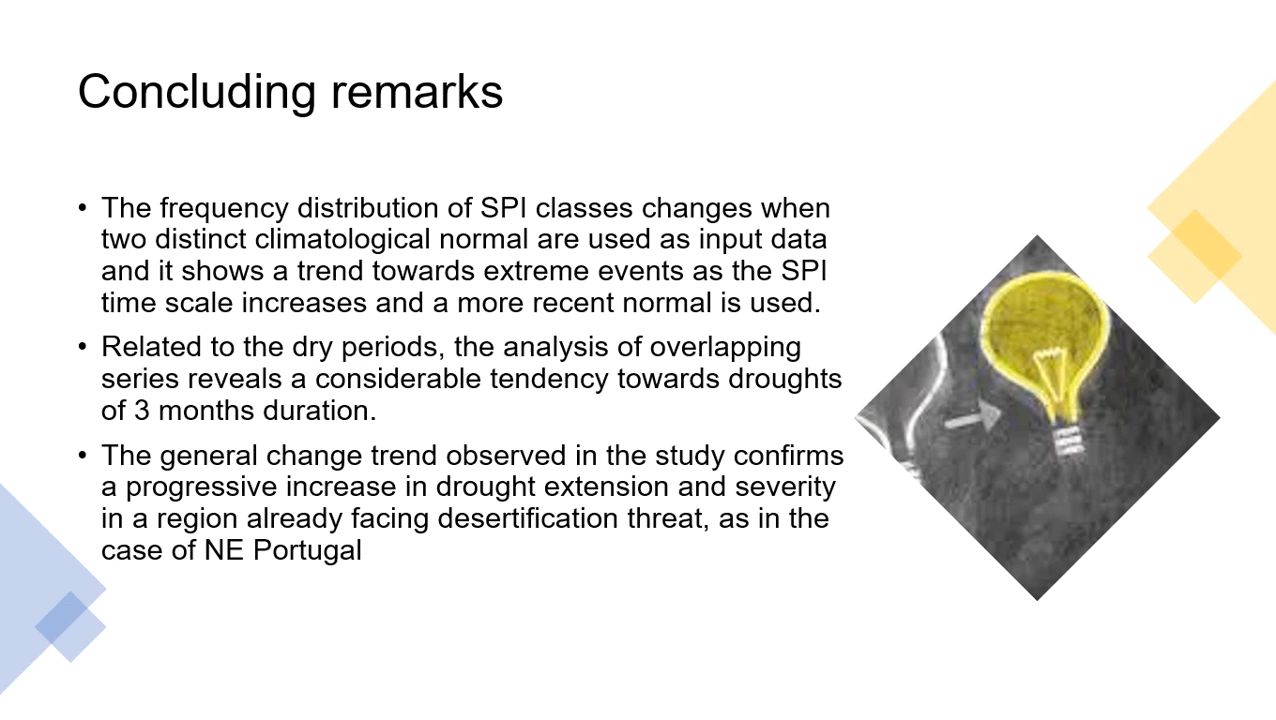 Concluding remarks
• The frequency distribution of SPI classes changes when
two distinct climatological normal are used as input data
and it shows a trend towards extreme events as the SPI
time scale increases and a more recent normal is used.
• Related to the dry periods, the analysis of overlapping
series reveals a considerable tendency towards droughts
of 3 months duration.
• The general change trend observed in the study confirms
a progressive increase in drought extension and severity
in a region already facing desertification threat, as in the
case of NE Portugal